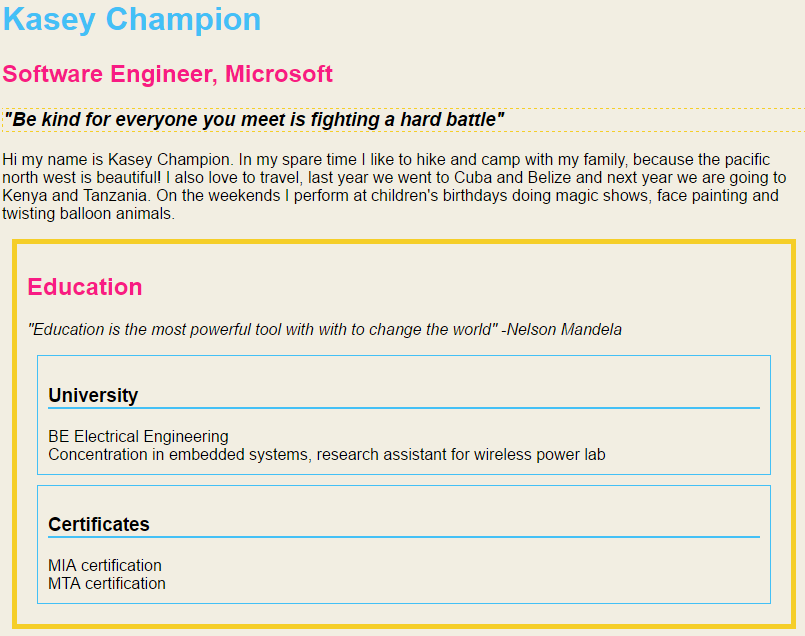 Kasey Champion
Software Engineer, Microsoft
"Be kind for everyone you meet is fighting a hard battle"
Hi my name is Kasey Champion. In my spare time I like to hike and camp with my family, because the pacific
north west is beautiful! I also love to travel, last year we went to Cuba and Belize and next year we are going to
Kenya and Tanzania. On the weekends I perform at children's birthdays doing magic shows, face painting and
twisting balloon animals.
Education
"Education is the most powerful tool with with to change the world" -Nelson Mandela
University
BE Electrical Engineering
Concentration in embedded systems, research assistant for wireless power lab
Certificates
MIA certification
MTA certification